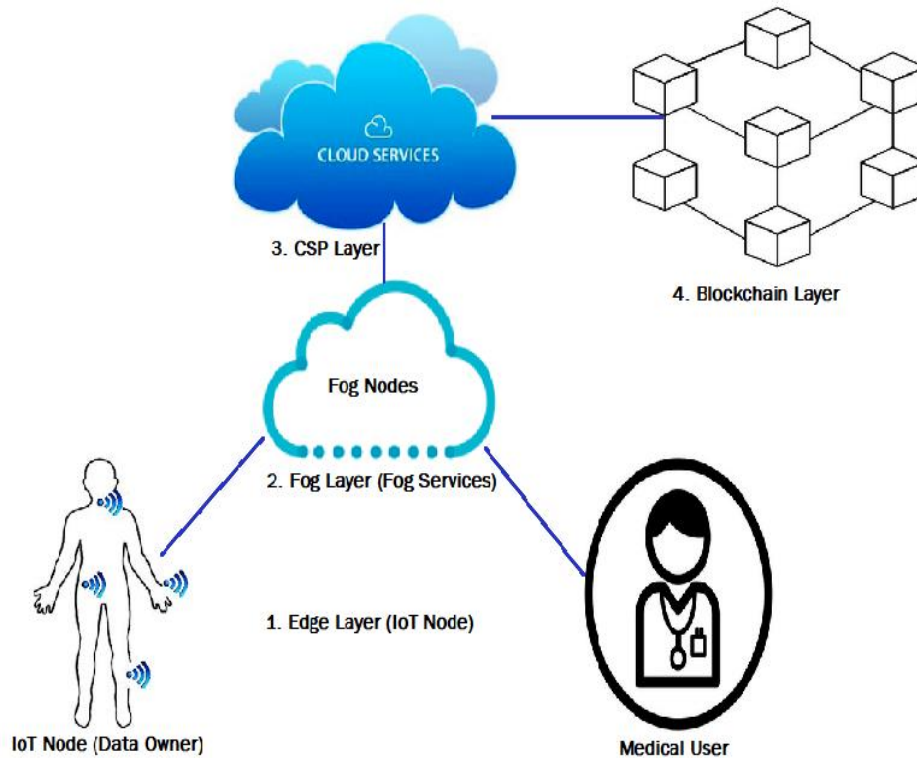 CLOUD SERVICES
3. CSP Layer
4. Blockchain Layer
Fog Nodes
2. Fog Layer (Fog Services)
1. Edge Layer (IoT Node)
IoT Node (Data Owner)
Medical User